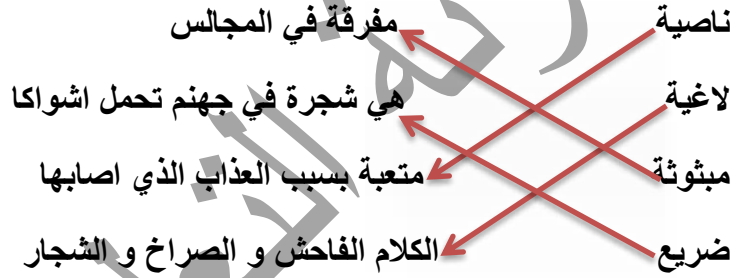 ناصية مفرقة في المجالس
لاغية هي شجرة في جهنم تحمل اشواكا
مبثوثة متعبة بسبب العذاب الذي اصابها
ضريع الكلام الفاحش و الصراخ و الشجار